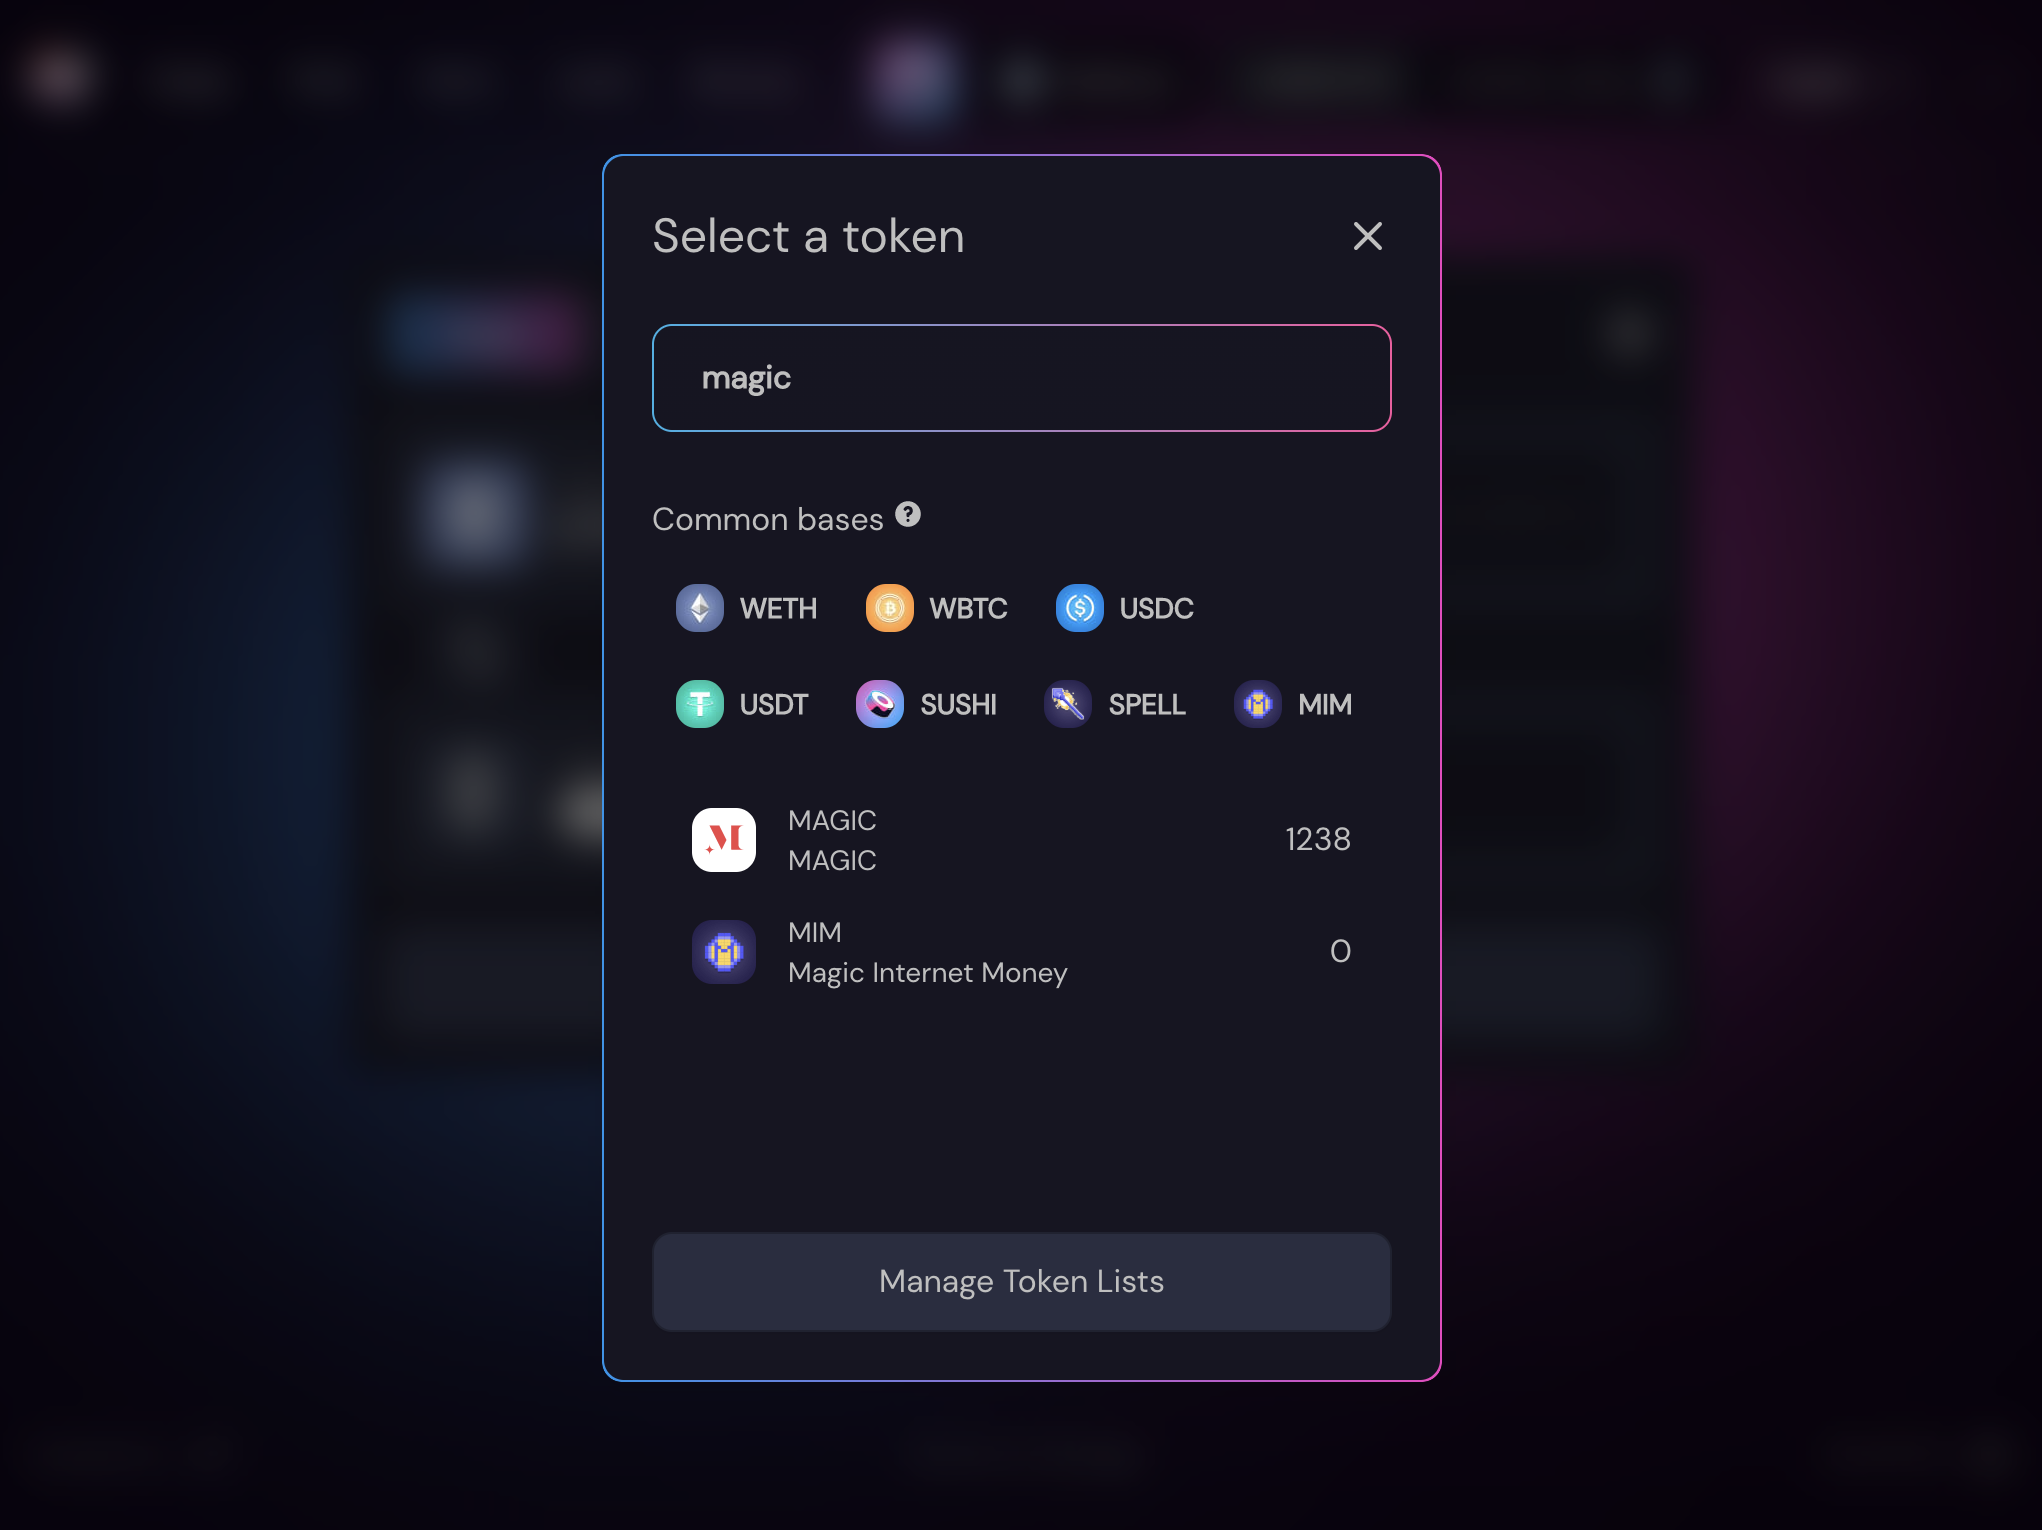 Select a token
magic
Common bases ?
WETH WBTC USDC
USDT SUSHI SPELL MIM
MAGIC
MAGIC
1238
MIM
Magic Internet Money
0
Manage Token Lists